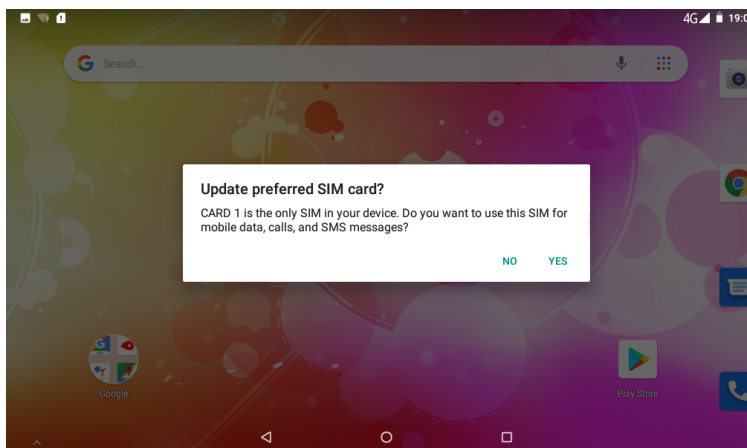 4G 19:0
Search...
Update preferred SIM card?
CARD 1 is the only SIM in your device. Do you want to use this SIM for
mobile data, calls, and SMS messages?
NO YES
Google Play Store